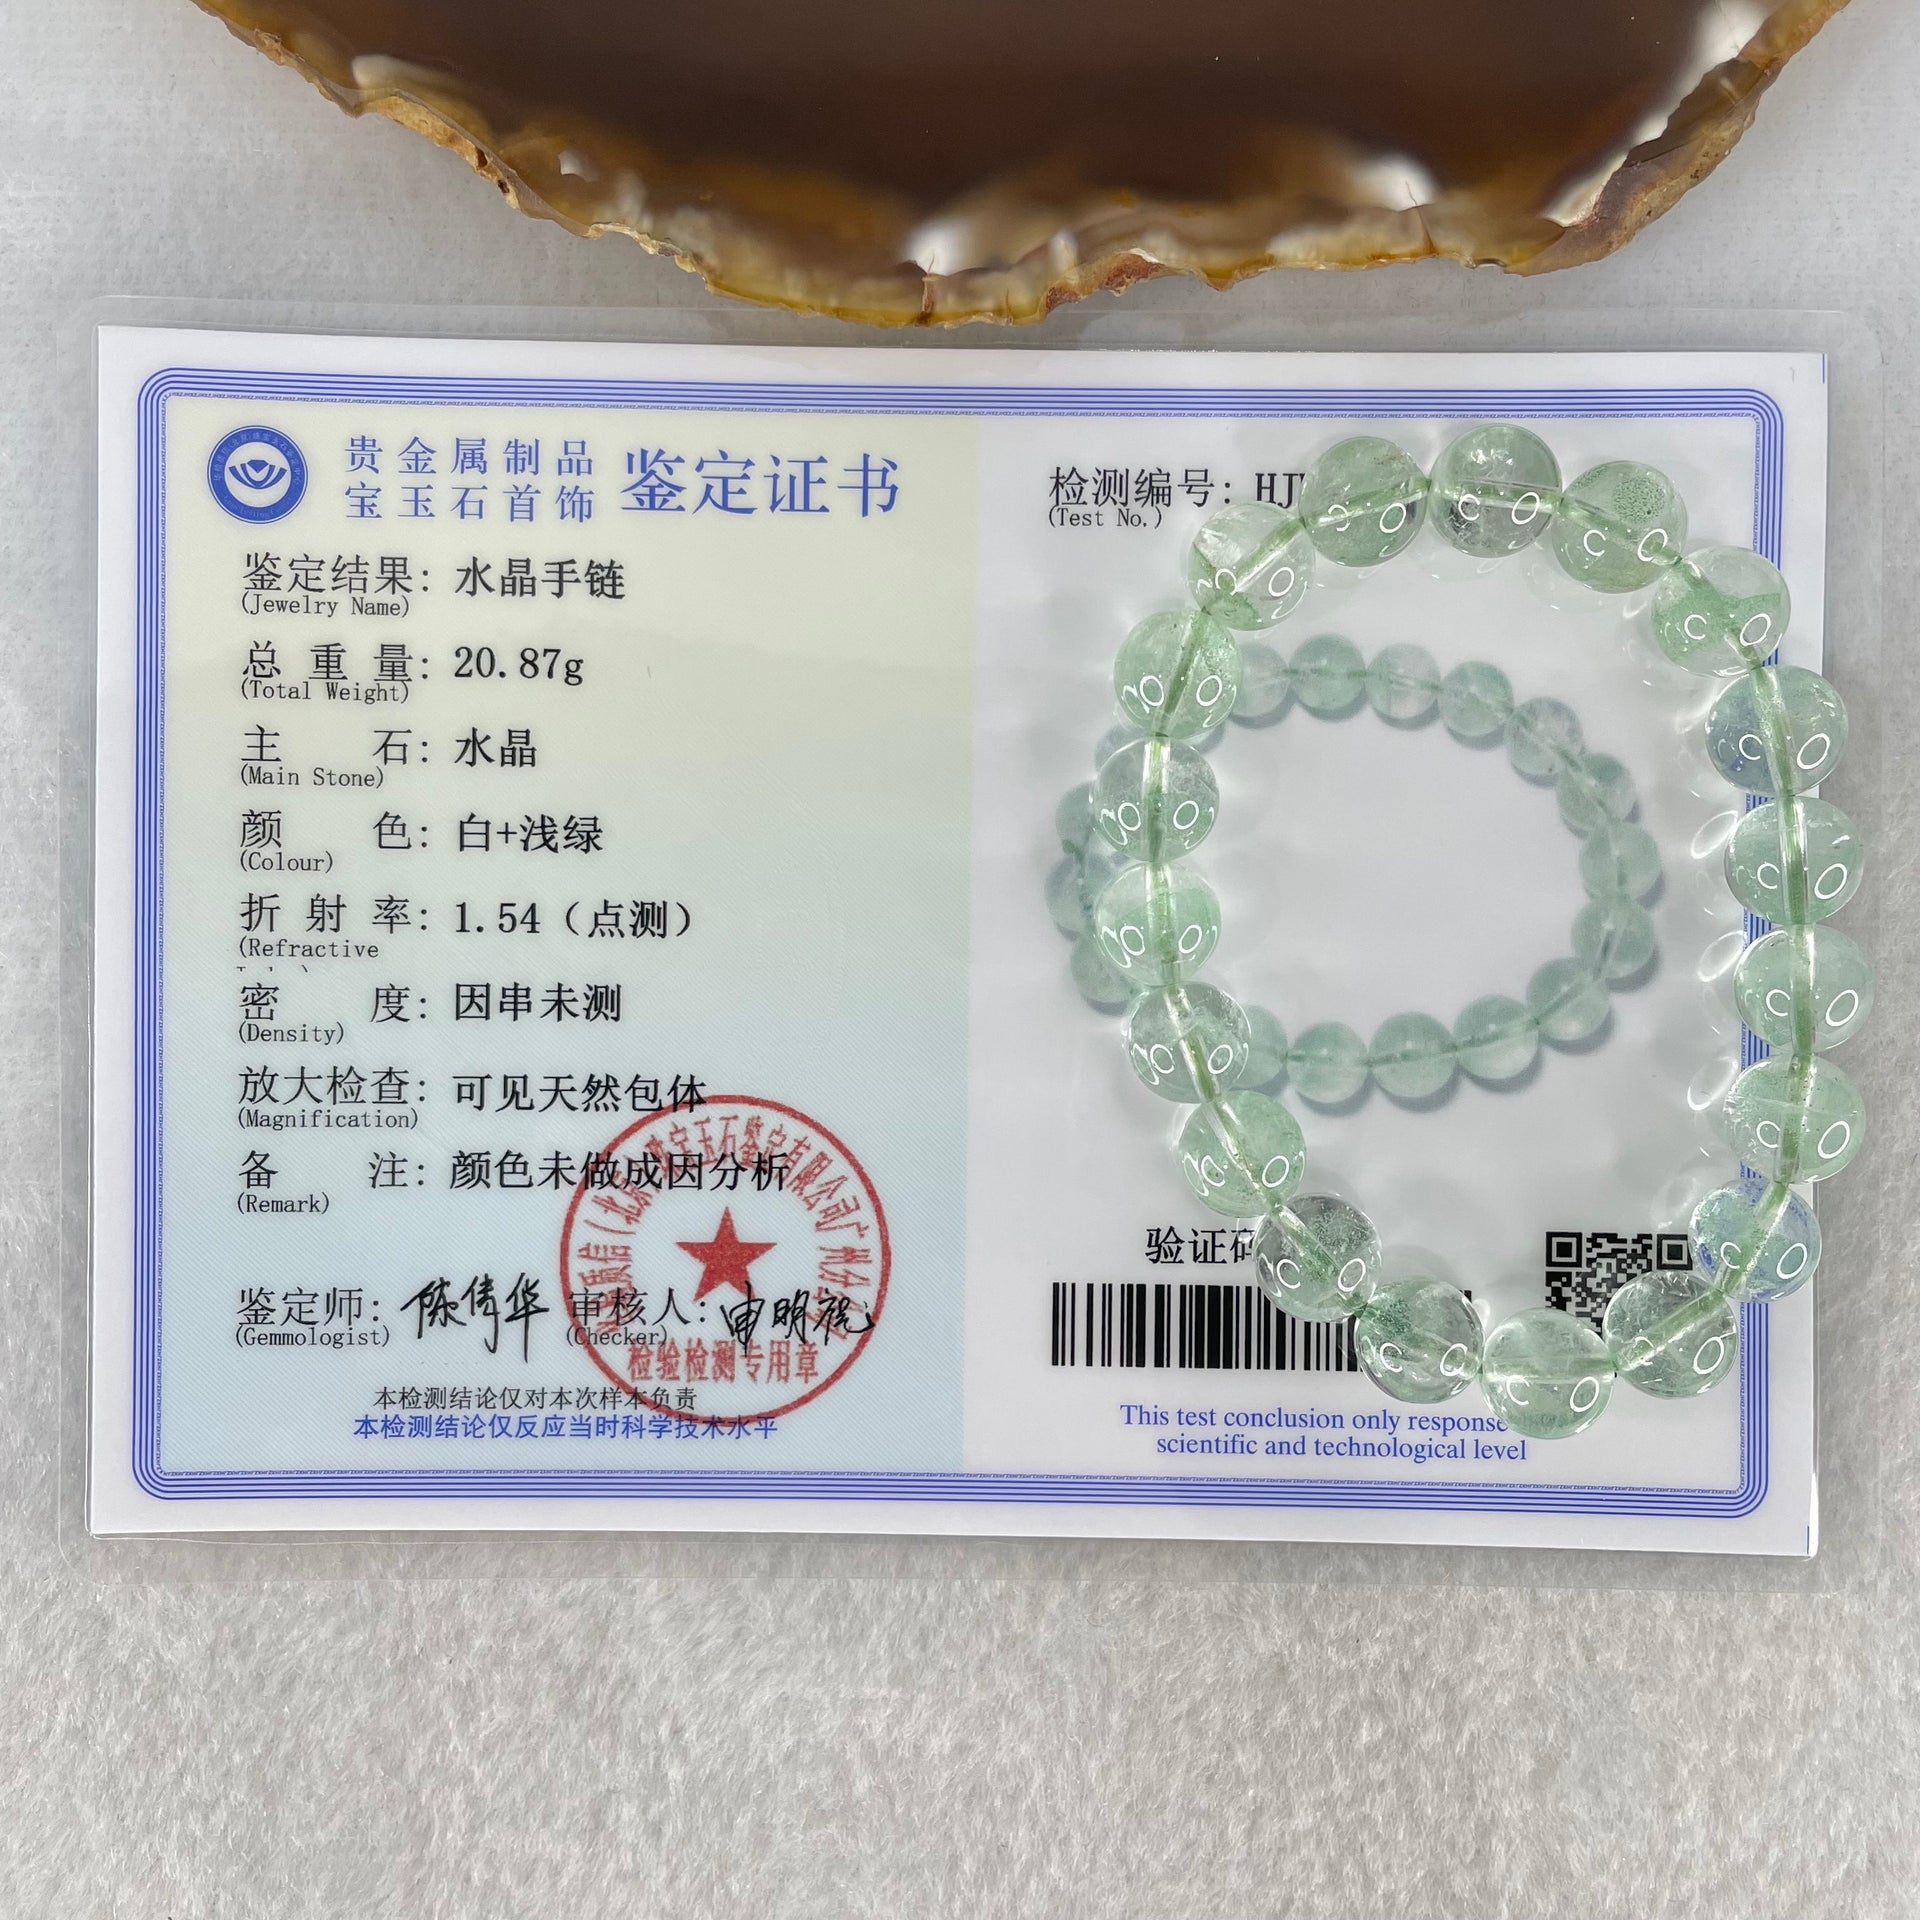 贵金属制品
宝玉石首饰
鉴定证书
鉴定结果: 水晶手链
(Jewelry Name)
总重量: 20.87g
(Total Weight)
主石: 水晶
(Main Stone)
颜色: 白+浅绿
(Colour)
折射率: 1.54（点测）
(Refractive
密度: 因串未测
(Density)
放大检查: 可见天然包体
(Magnification)
备注: 颜色未做成因分析
(Remark)
鉴定师: 陈倩华 审核人: 申明
(Gemmologist) (Checker)
检验检测专用章
本检测结论仅对本次样本负责
本检测结论仅反应当时科学技术水平
检测编号: HJ
(Test No.)
验证码
This test conclusion only response
scientific and technological level